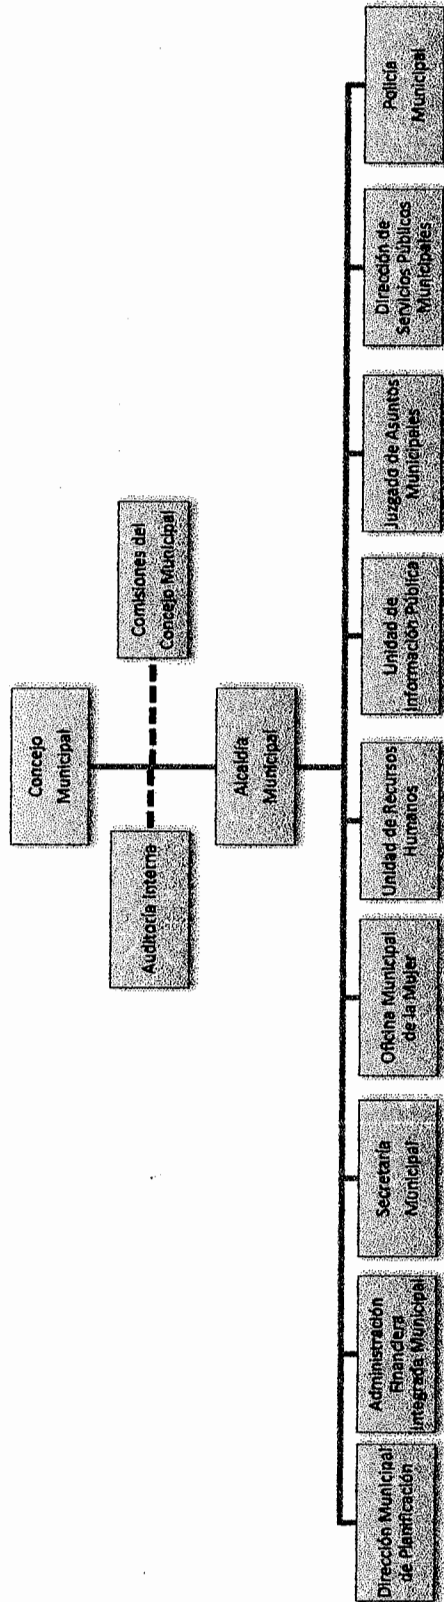 Concejo
Municipal
Auditoría Interna
Comisiones del
Concejo Municipal
Alcaldía
Municipal
Dirección Municipal
de Planificación
Administración
Financiera
Integrada Municipal
Secretaría
Municipal
Oficina Municipal
de la Mujer
Unidad de Recursos
Humanos
Unidad de
Información Pública
Juzgado de Asuntos
Municipales
Dirección de
Servicios Públicos
Municipales
Policía
Municipal